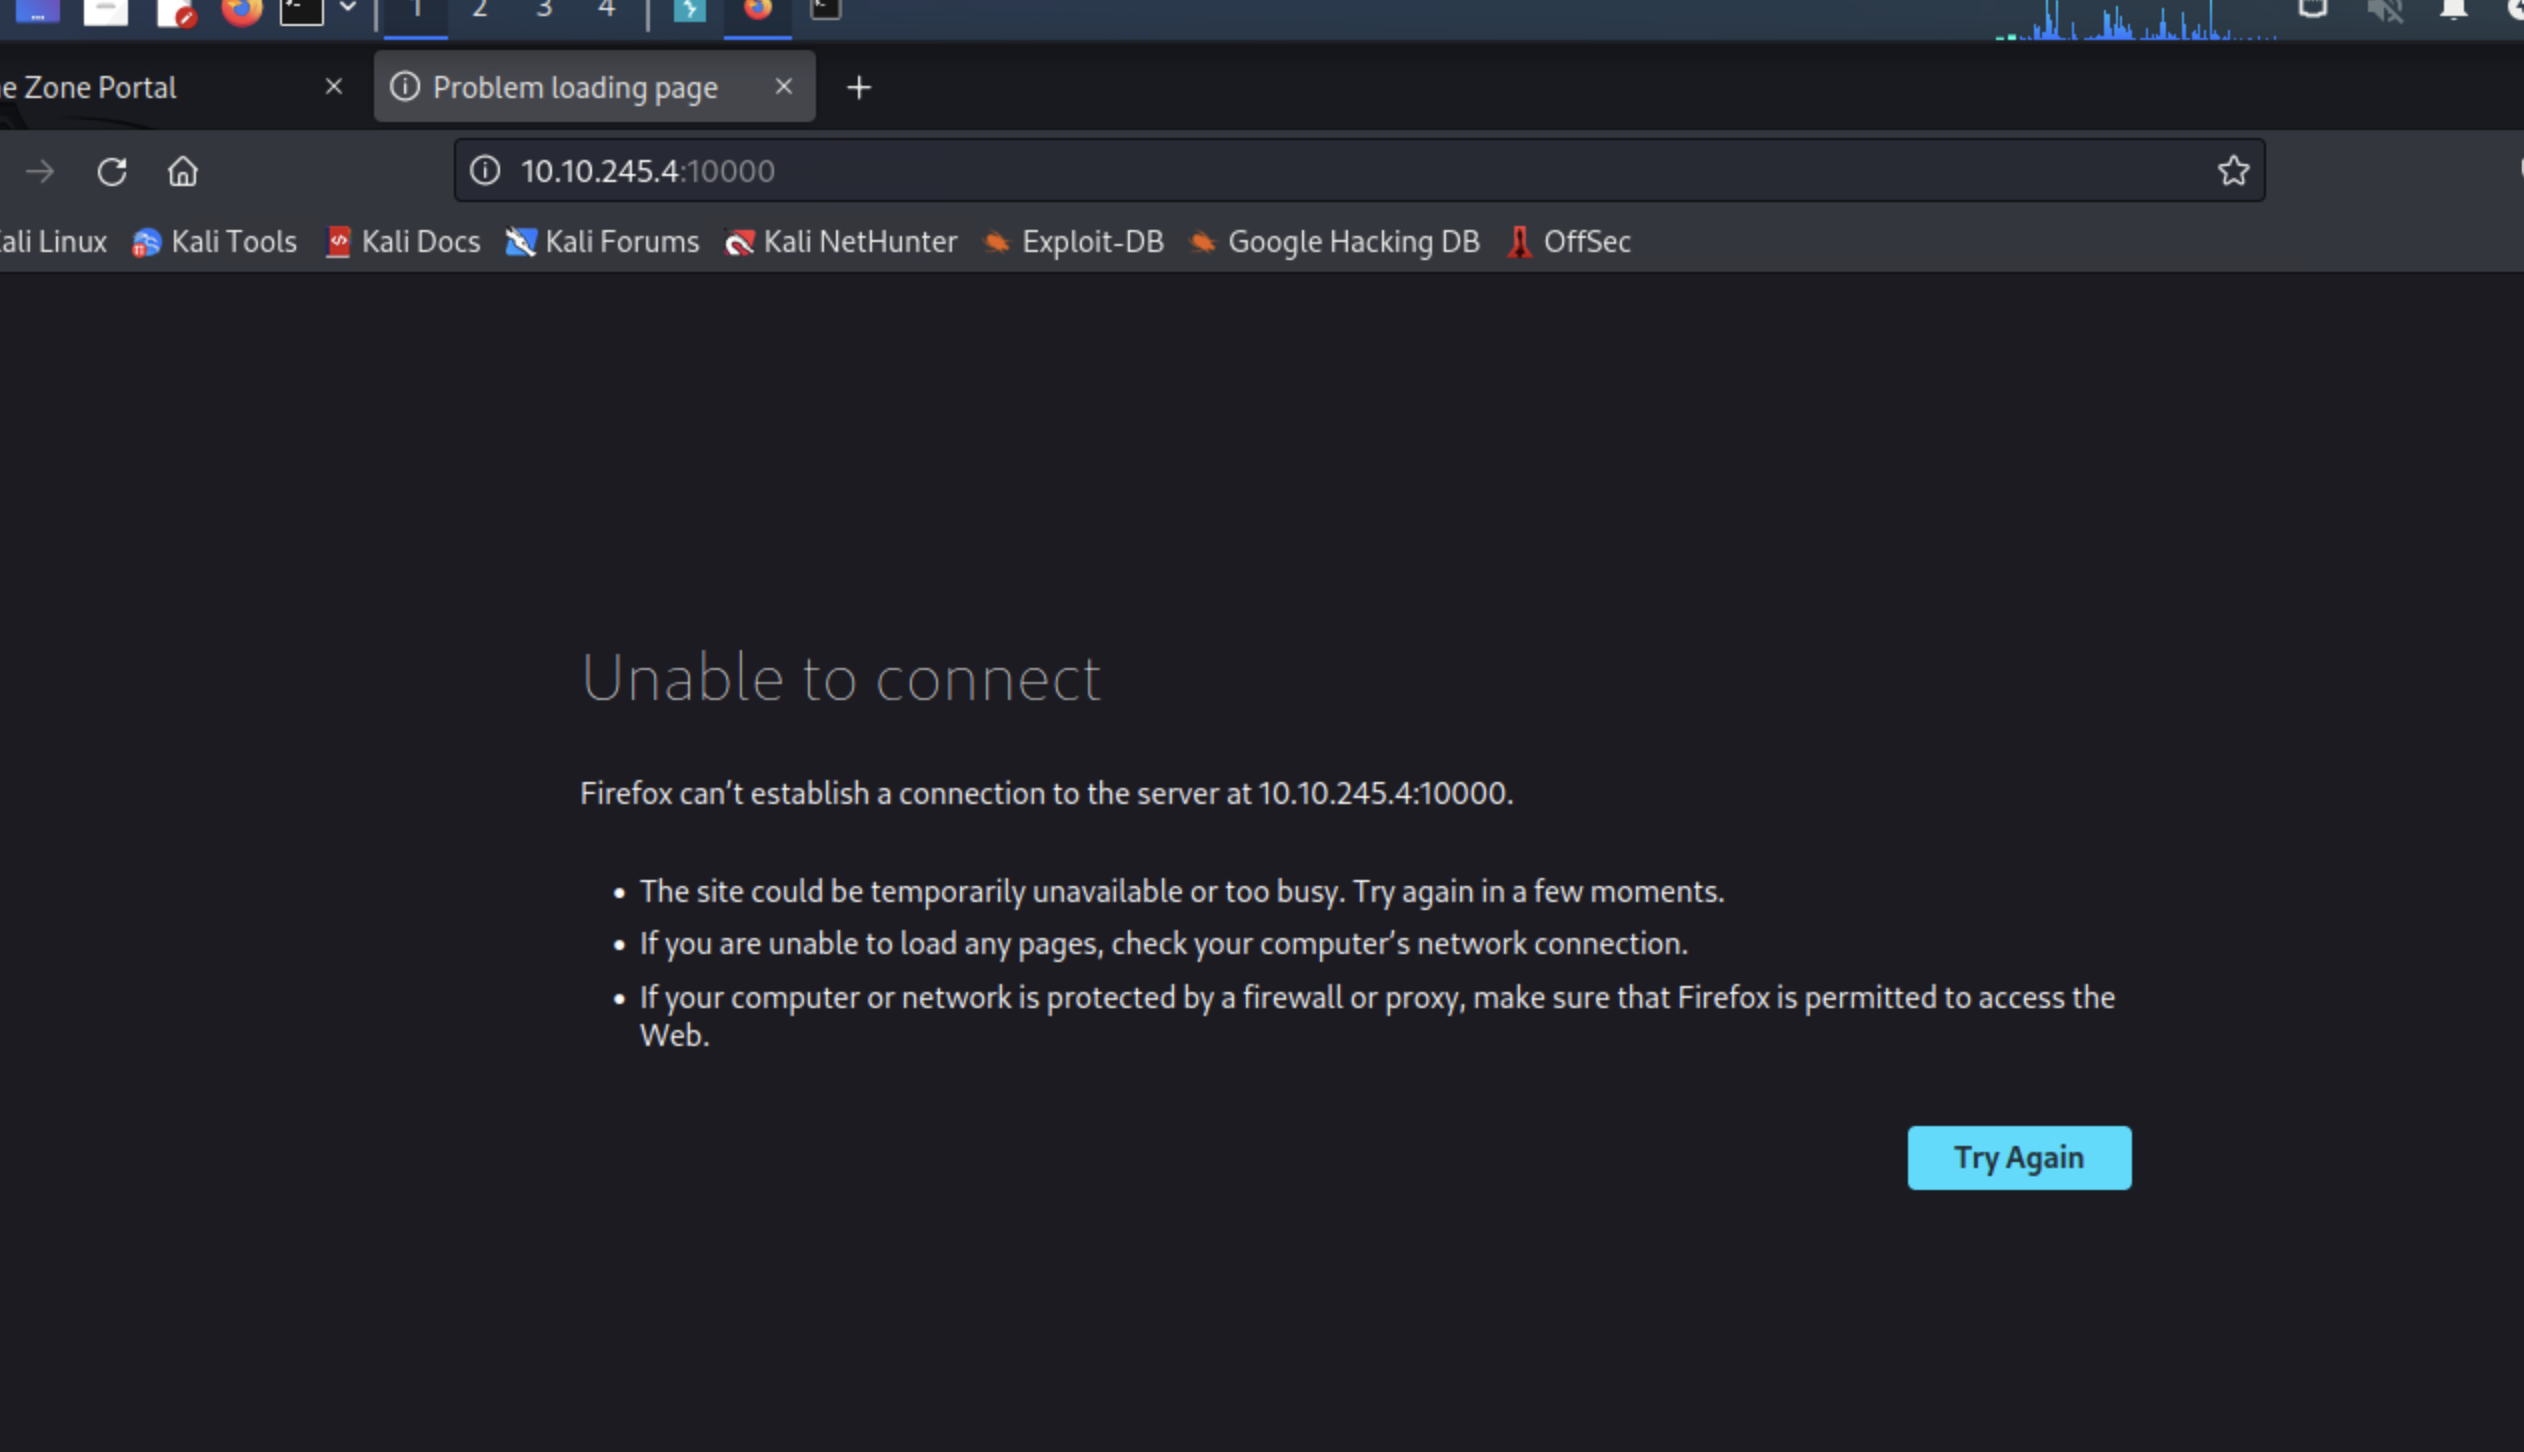 1 2 3 4
e Zone Portal
Problem loading page
10.10.245.4:10000
ali Linux Kali Tools Kali Docs Kali Forums Kali NetHunter Exploit-DB Google Hacking DB OffSec
Unable to connect
Firefox can’t establish a connection to the server at 10.10.245.4:10000.
• The site could be temporarily unavailable or too busy. Try again in a few moments.
• If you are unable to load any pages, check your computer’s network connection.
• If your computer or network is protected by a firewall or proxy, make sure that Firefox is permitted to access the
Web.
Try Again